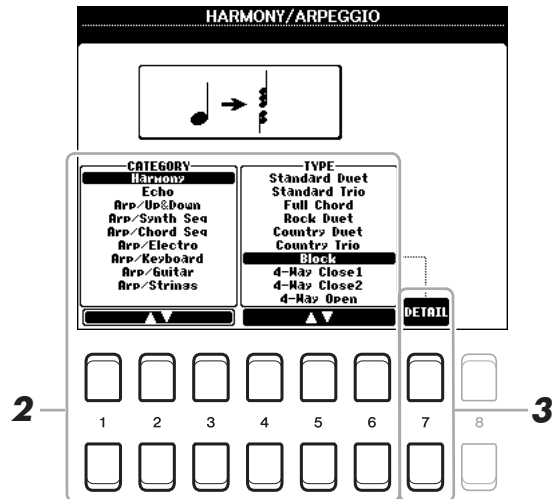 HARMONY/ARPEGGIO
CATEGORY
Harmony
Echo
Arp/Up&Down
Arp/Synth Seq
Arp/Chord Seq
Arp/Electro
Arp/Keyboard
Arp/Guitar
Arp/Strings
TYPE
Standard Duet
Standard Trio
Full Chord
Rock Duet
Country Duet
Country Trio
Block
4-Way Close1
4-Way Close2
4-Way Open
DETAIL
2
1 2 3 4 5 6 7 8
3